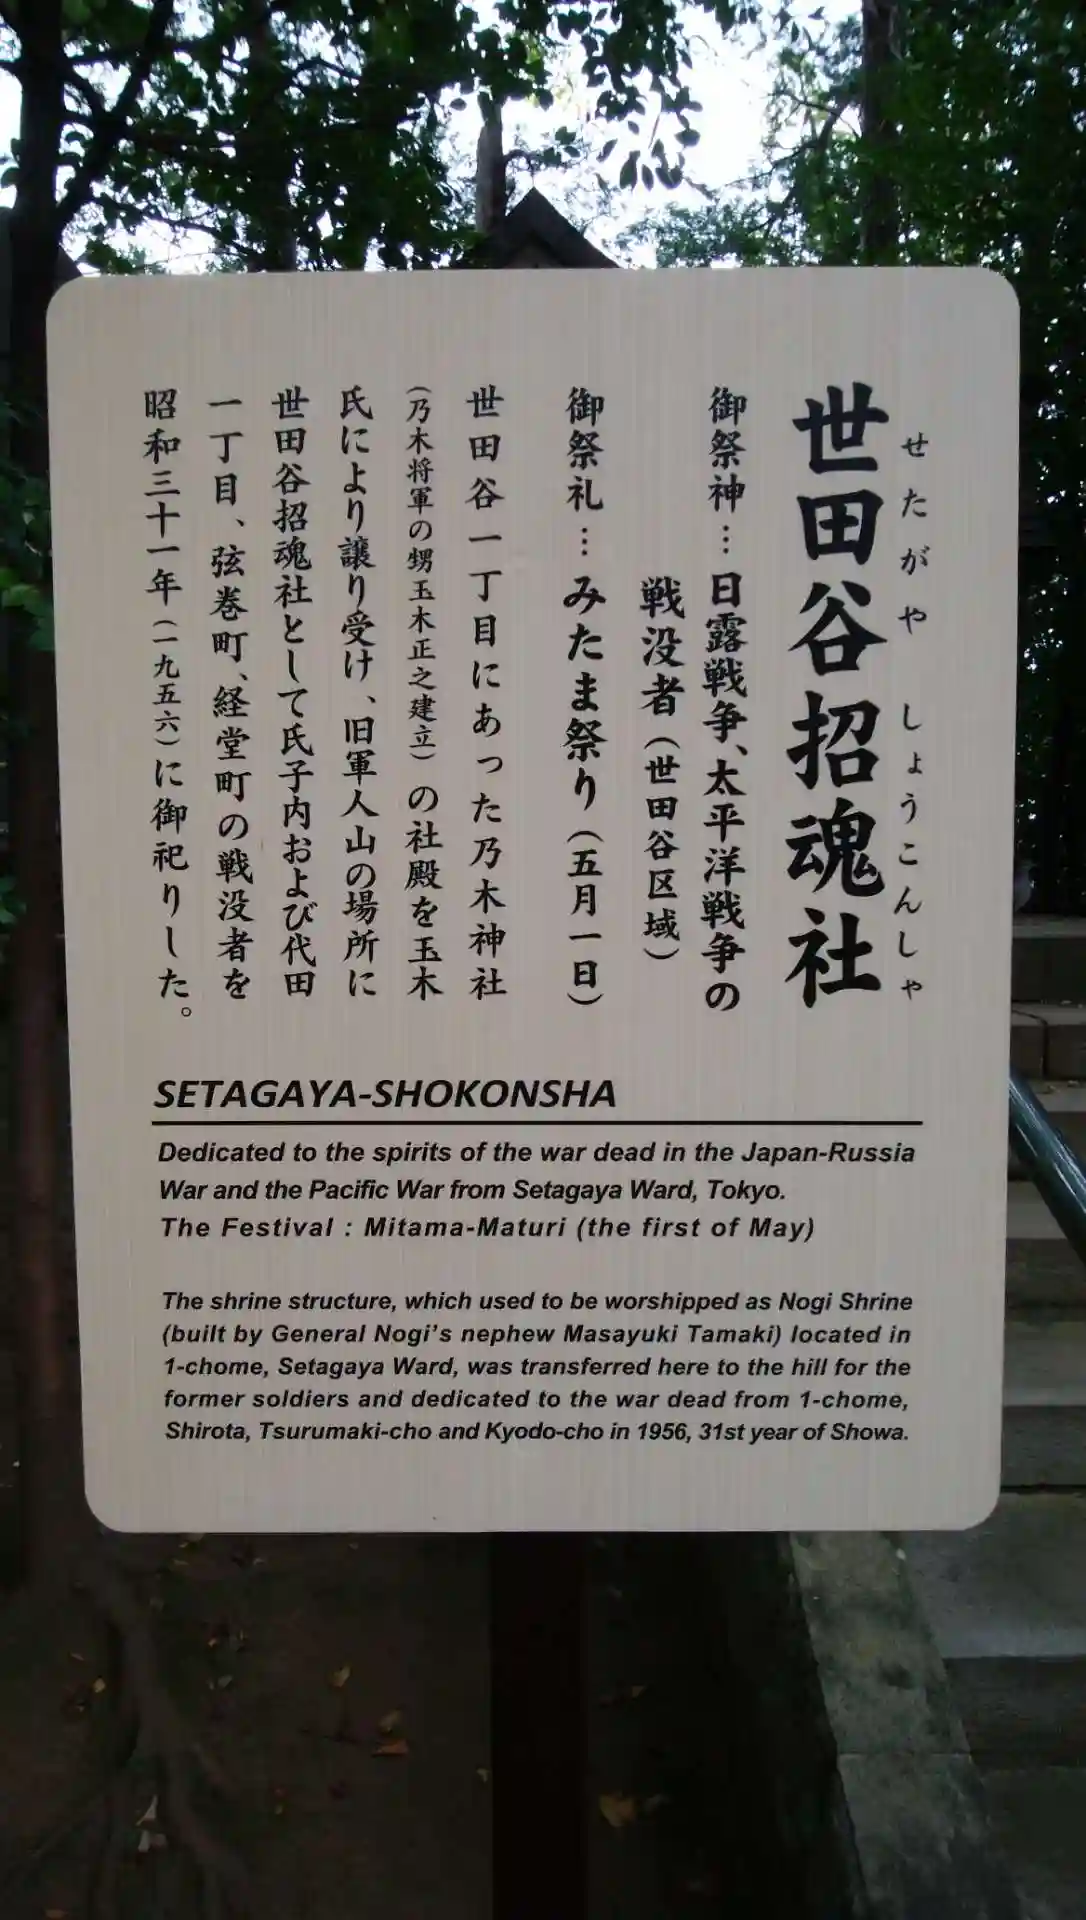 世田谷招魂社
せたがや しょうこんしゃ
御祭神…日露戦争、太平洋戦争の
戦没者（世田谷区域）
御祭礼…みたま祭り（五月一日）
世田谷一丁目にあった乃木神社
（乃木将軍の甥玉木正之建立）の社殿を玉木
氏により譲り受け、旧軍人山の場所に
世田谷招魂社として氏子内および代田
一丁目、弦巻町、経堂町の戦没者を
昭和三十一年（一九五六）に御祀りした。
SETAGAYA-SHOKONSHA
Dedicated to the spirits of the war dead in the Japan-Russia
War and the Pacific War from Setagaya Ward, Tokyo.
The Festival : Mitama-Maturi (the first of May)
The shrine structure, which used to be worshipped as Nogi Shrine
(built by General Nogi's nephew Masayuki Tamaki) located in
1-chome, Setagaya Ward, was transferred here to the hill for the
former soldiers and dedicated to the war dead from 1-chome,
Shirota, Tsurumaki-cho and Kyodo-cho in 1956, 31st year of Showa.